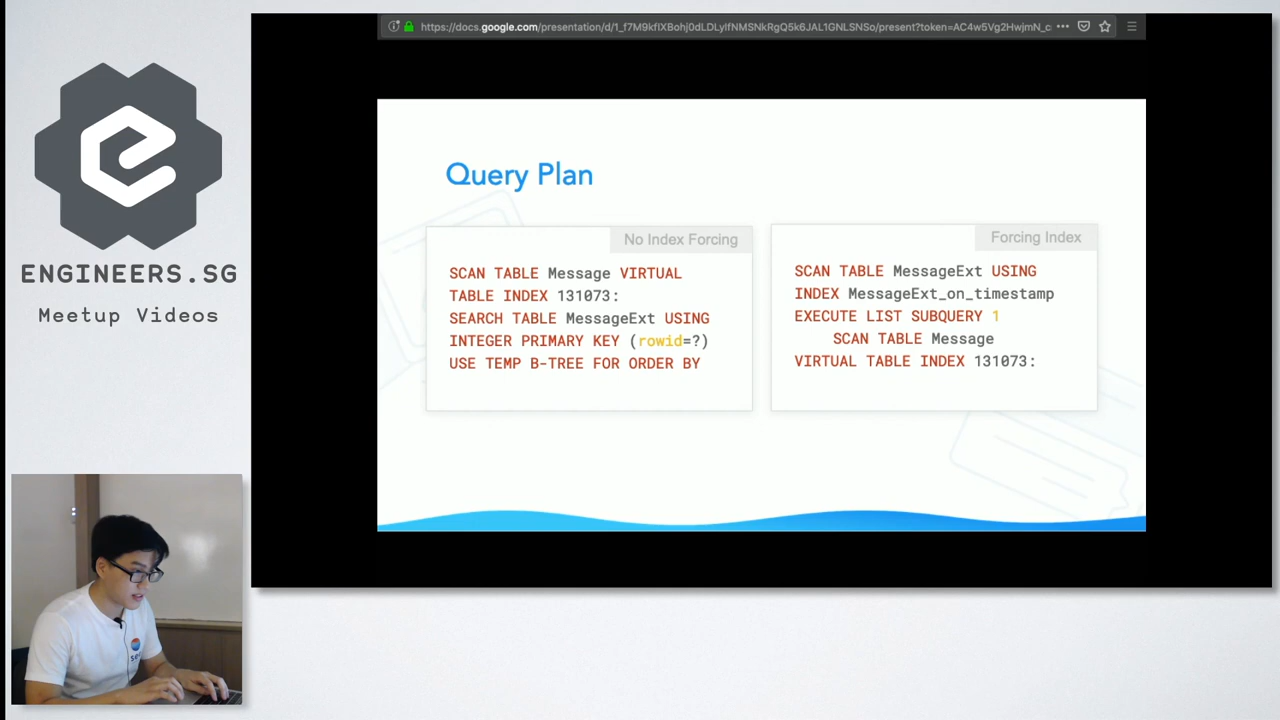 https://docs.google.com/presentation/d/1_f7M9kfIXBohj0dLDLyIfNMSNkRgQ5k6JAL1GNLSNSo/present?token=AC4w5Vg2HwjmN_c
ENGINEERS.SG
Meetup Videos
Query Plan
No Index Forcing
SCAN TABLE Message VIRTUAL
TABLE INDEX 131073:
SEARCH TABLE MessageExt USING
INTEGER PRIMARY KEY (rowid=?)
USE TEMP B-TREE FOR ORDER BY
Forcing Index
SCAN TABLE MessageExt USING
INDEX MessageExt_on_timestamp
EXECUTE LIST SUBQUERY 1
SCAN TABLE Message
VIRTUAL TABLE INDEX 131073: